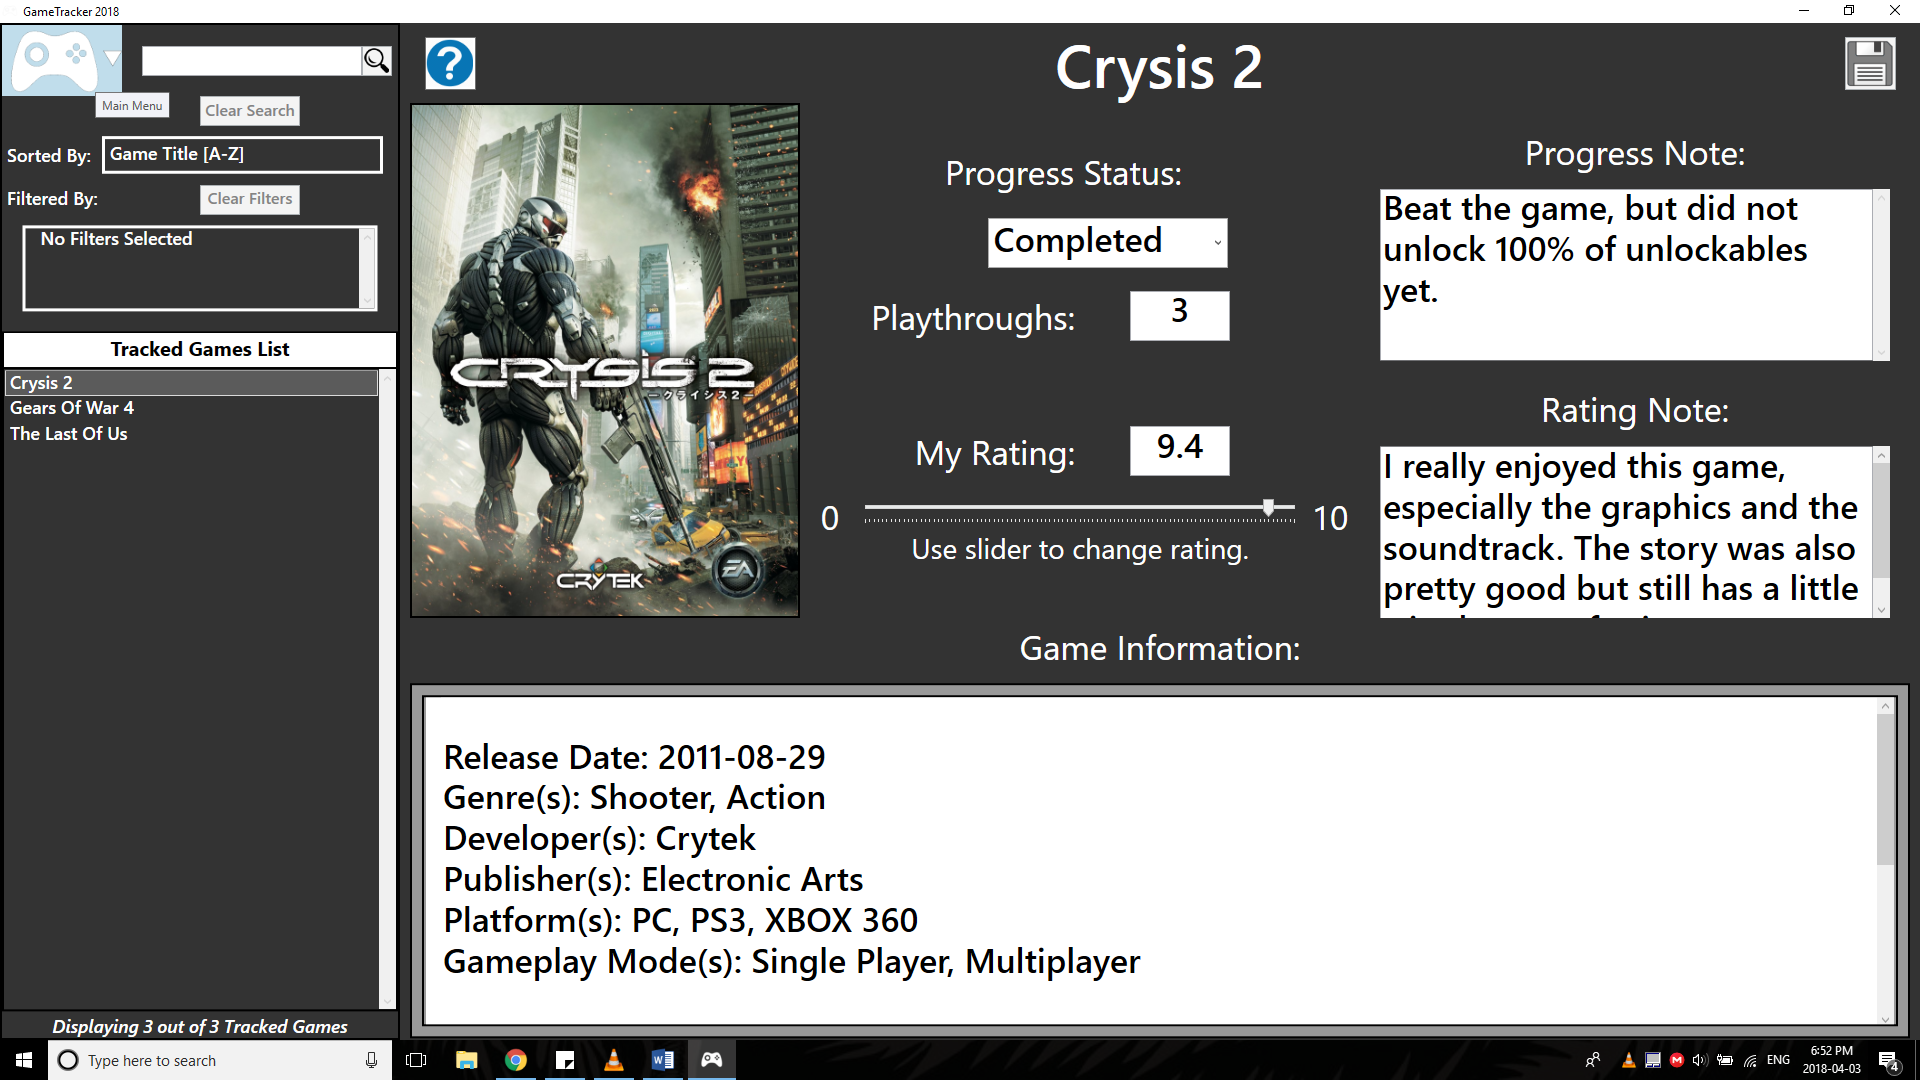 GameTracker 2018
Main Menu
Clear Search
Sorted By:
Game Title [A-Z]
Filtered By:
Clear Filters
No Filters Selected
Tracked Games List
Crysis 2
Gears Of War 4
The Last Of Us
Displaying 3 out of 3 Tracked Games
?
Crysis 2
CRYSIS 2
クライシス2
CRYTEK
EA
Progress Status:
Completed
Playthroughs:
3
My Rating:
9.4
0
10
Use slider to change rating.
Progress Note:
Beat the game, but did not
unlock 100% of unlockables
yet.
Rating Note:
I really enjoyed this game,
especially the graphics and the
soundtrack. The story was also
pretty good but still has a little
Game Information:
Release Date: 2011-08-29
Genre(s): Shooter, Action
Developer(s): Crytek
Publisher(s): Electronic Arts
Platform(s): PC, PS3, XBOX 360
Gameplay Mode(s): Single Player, Multiplayer
Type here to search
ENG
6:52 PM
2018-04-03
4